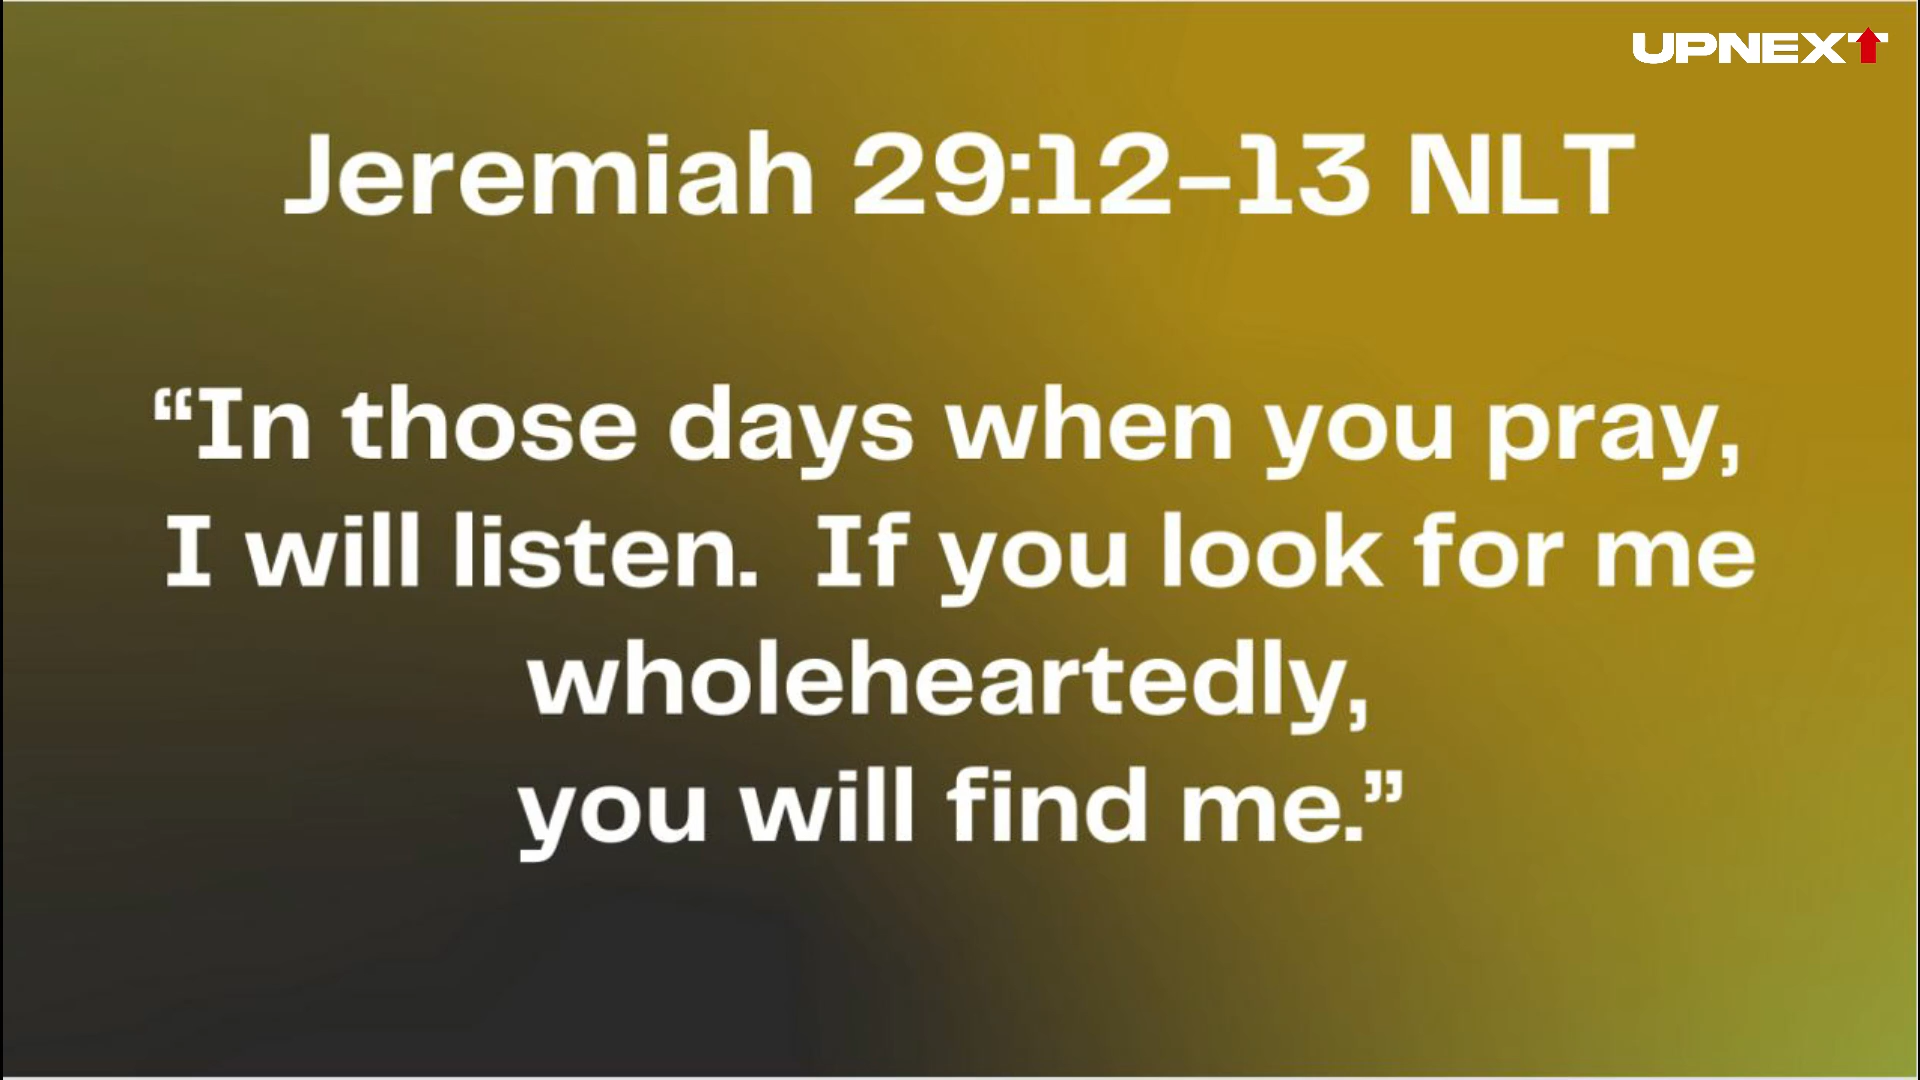 UPNEXT
Jeremiah 29:12–13 NLT
“In those days when you pray,
I will listen.  If you look for me
wholeheartedly,
you will find me.”